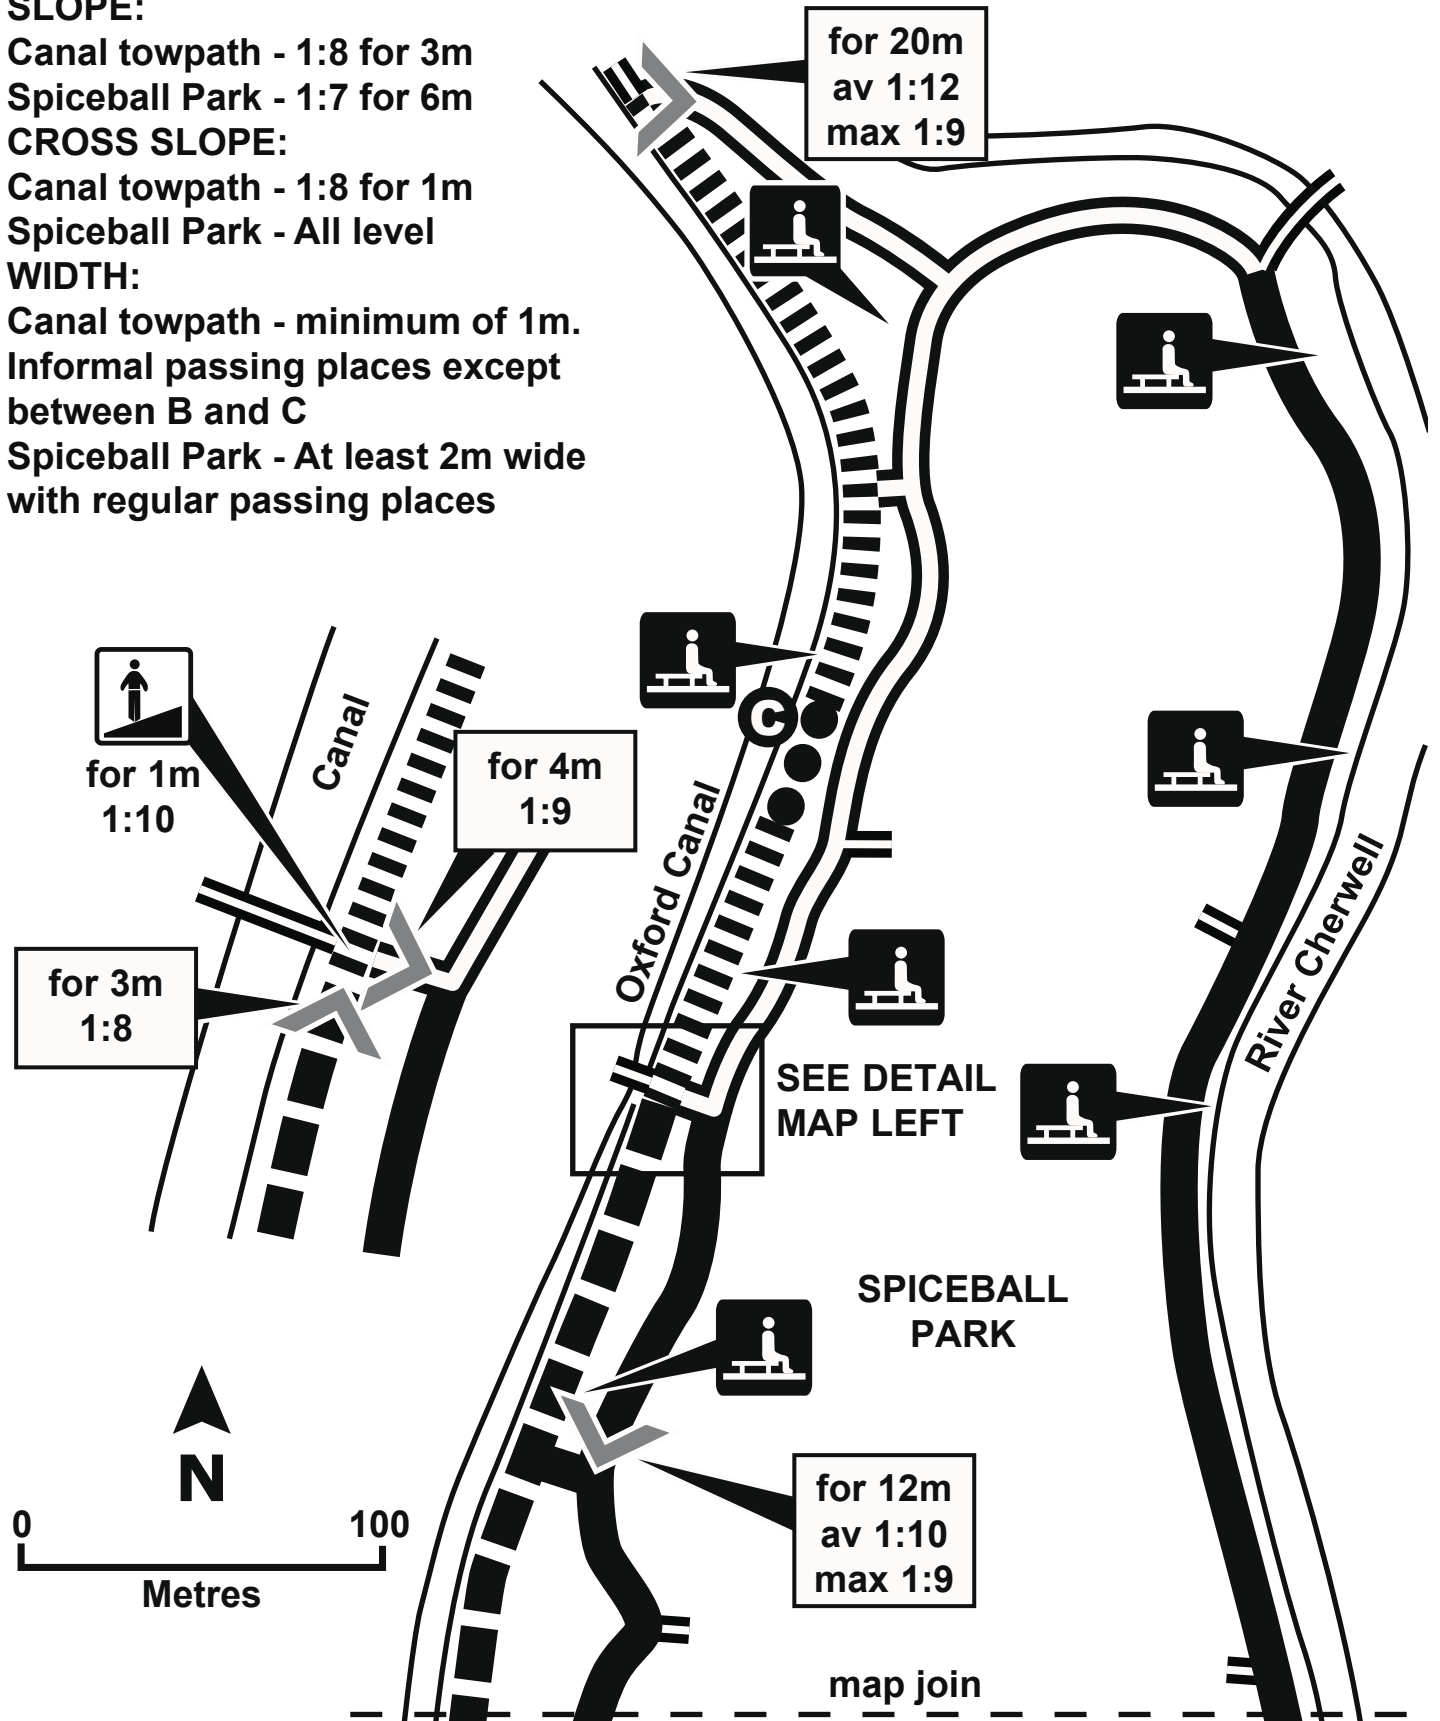 SLOPE:
Canal towpath - 1:8 for 3m
Spiceball Park - 1:7 for 6m
CROSS SLOPE:
Canal towpath - 1:8 for 1m
Spiceball Park - All level
WIDTH:
Canal towpath - minimum of 1m.
Informal passing places except
between B and C
Spiceball Park - At least 2m wide
with regular passing places
for 20m
av 1:12
max 1:9
for 1m
1:10
Canal
for 4m
1:9
for 3m
1:8
C
Oxford Canal
River Cherwell
SEE DETAIL
MAP LEFT
SPICEBALL
PARK
N
0 100
Metres
for 12m
av 1:10
max 1:9
map join